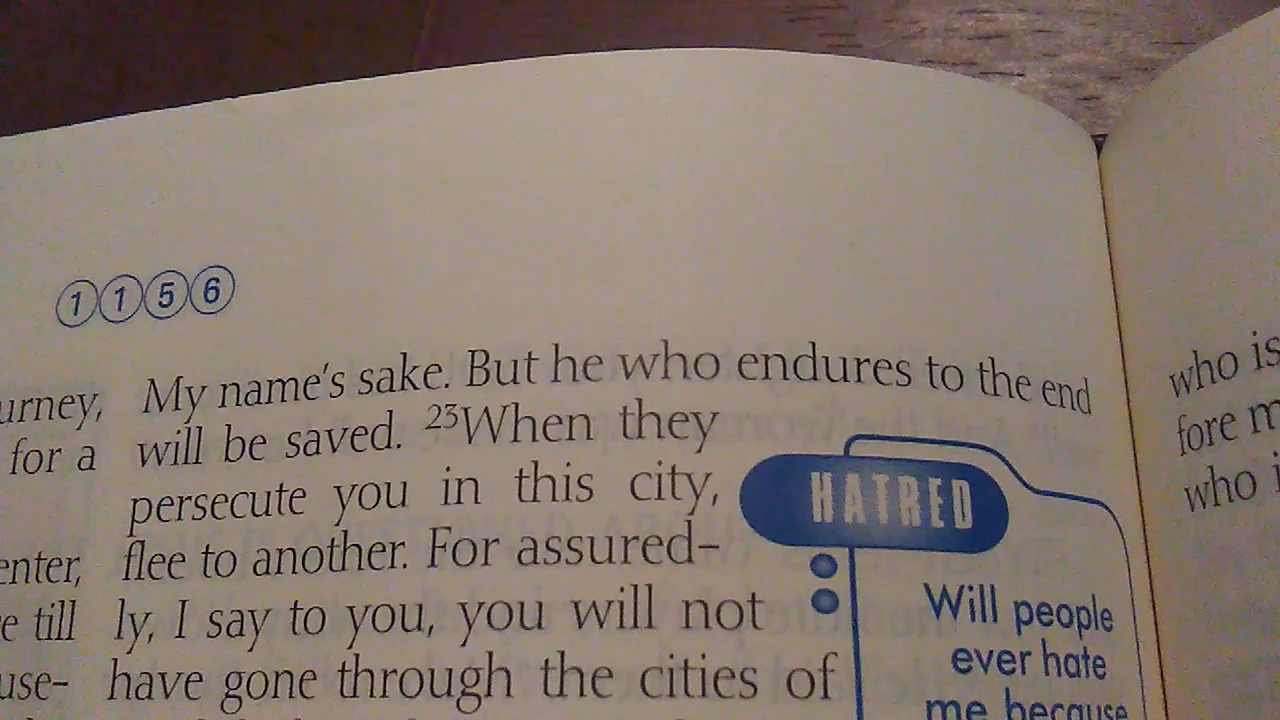 1156
urney,
for a
enter,
e till
use-
My name's sake. But he who endures to the end
will be saved. 23When they
persecute you in this city,
flee to another. For assured-
ly, I say to you, you will not
have gone through the cities of
HATRED
Will people
ever hate
me because
who is
fore m
who i